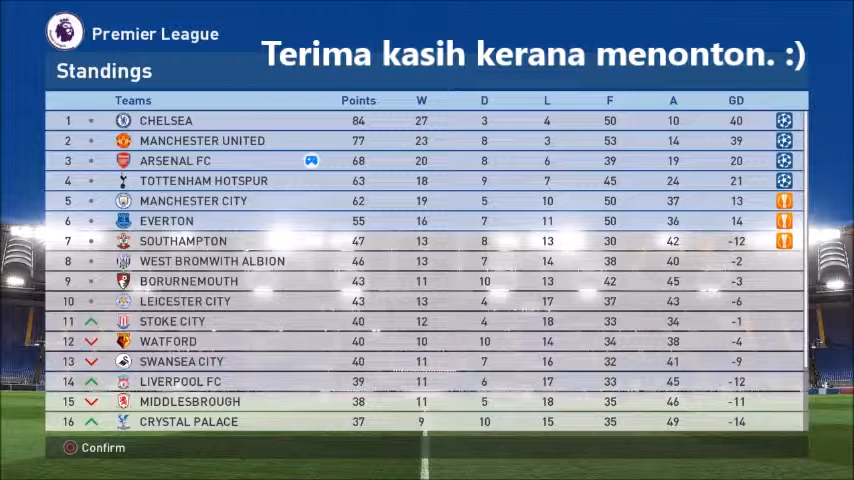 Premier League
Terima kasih kerana menonton. :)
Standings
Teams Points W D L F A GD
1 CHELSEA 84 27 3 4 50 10 40
2 MANCHESTER UNITED 77 23 8 3 53 14 39
3 ARSENAL FC 68 20 8 6 39 19 20
4 TOTTENHAM HOTSPUR 63 18 9 7 45 24 21
5 MANCHESTER CITY 62 19 5 10 50 37 13
6 EVERTON 55 16 7 11 50 36 14
7 SOUTHAMPTON 47 13 8 13 30 42 -12
8 WEST BROMWITH ALBION 46 13 7 14 38 40 -2
9 BORURNEMOUTH 43 11 10 13 42 45 -3
10 LEICESTER CITY 43 13 4 17 37 43 -6
11 STOKE CITY 40 12 4 18 33 34 -1
12 WATFORD 40 10 10 14 34 38 -4
13 SWANSEA CITY 40 11 7 16 32 41 -9
14 LIVERPOOL FC 39 11 6 17 33 45 -12
15 MIDDLESBROUGH 38 11 5 18 35 46 -11
16 CRYSTAL PALACE 37 9 10 15 35 49 -14
Confirm